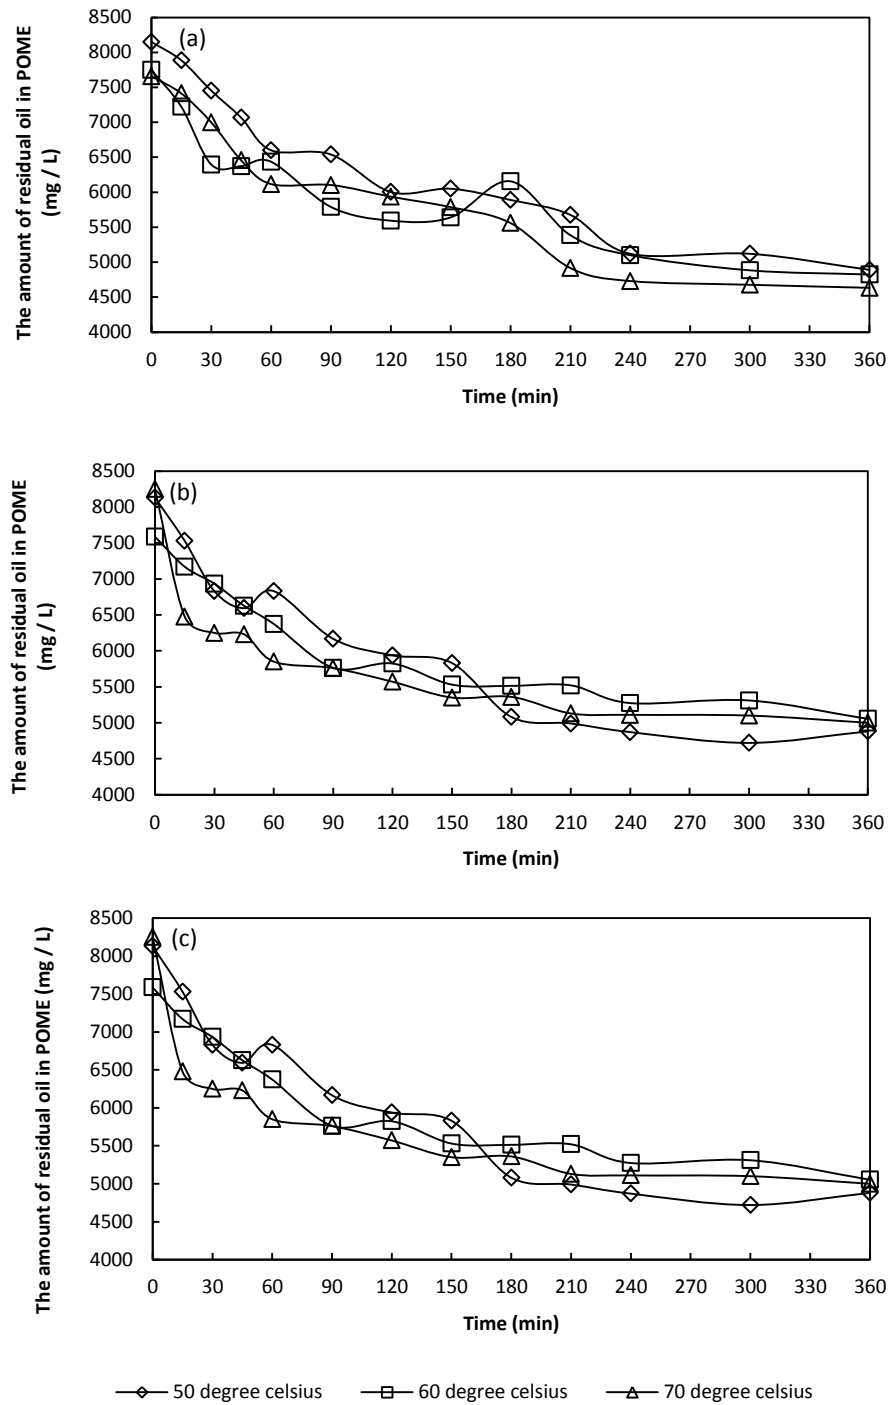 The amount of residual oil in POME
(mg / L)
8500
8000
7500
7000
6500
6000
5500
5000
4500
4000
(a)
0 30 60 90 120 150 180 210 240 270 300 330 360
Time (min)
The amount of residual oil in POME
(mg / L)
8500
8000
7500
7000
6500
6000
5500
5000
4500
4000
(b)
0 30 60 90 120 150 180 210 240 270 300 330 360
Time (min)
The amount of residual oil in POME (mg / L)
8500
8000
7500
7000
6500
6000
5500
5000
4500
4000
(c)
0 30 60 90 120 150 180 210 240 270 300 330 360
Time (min)
50 degree celsius 60 degree celsius 70 degree celsius